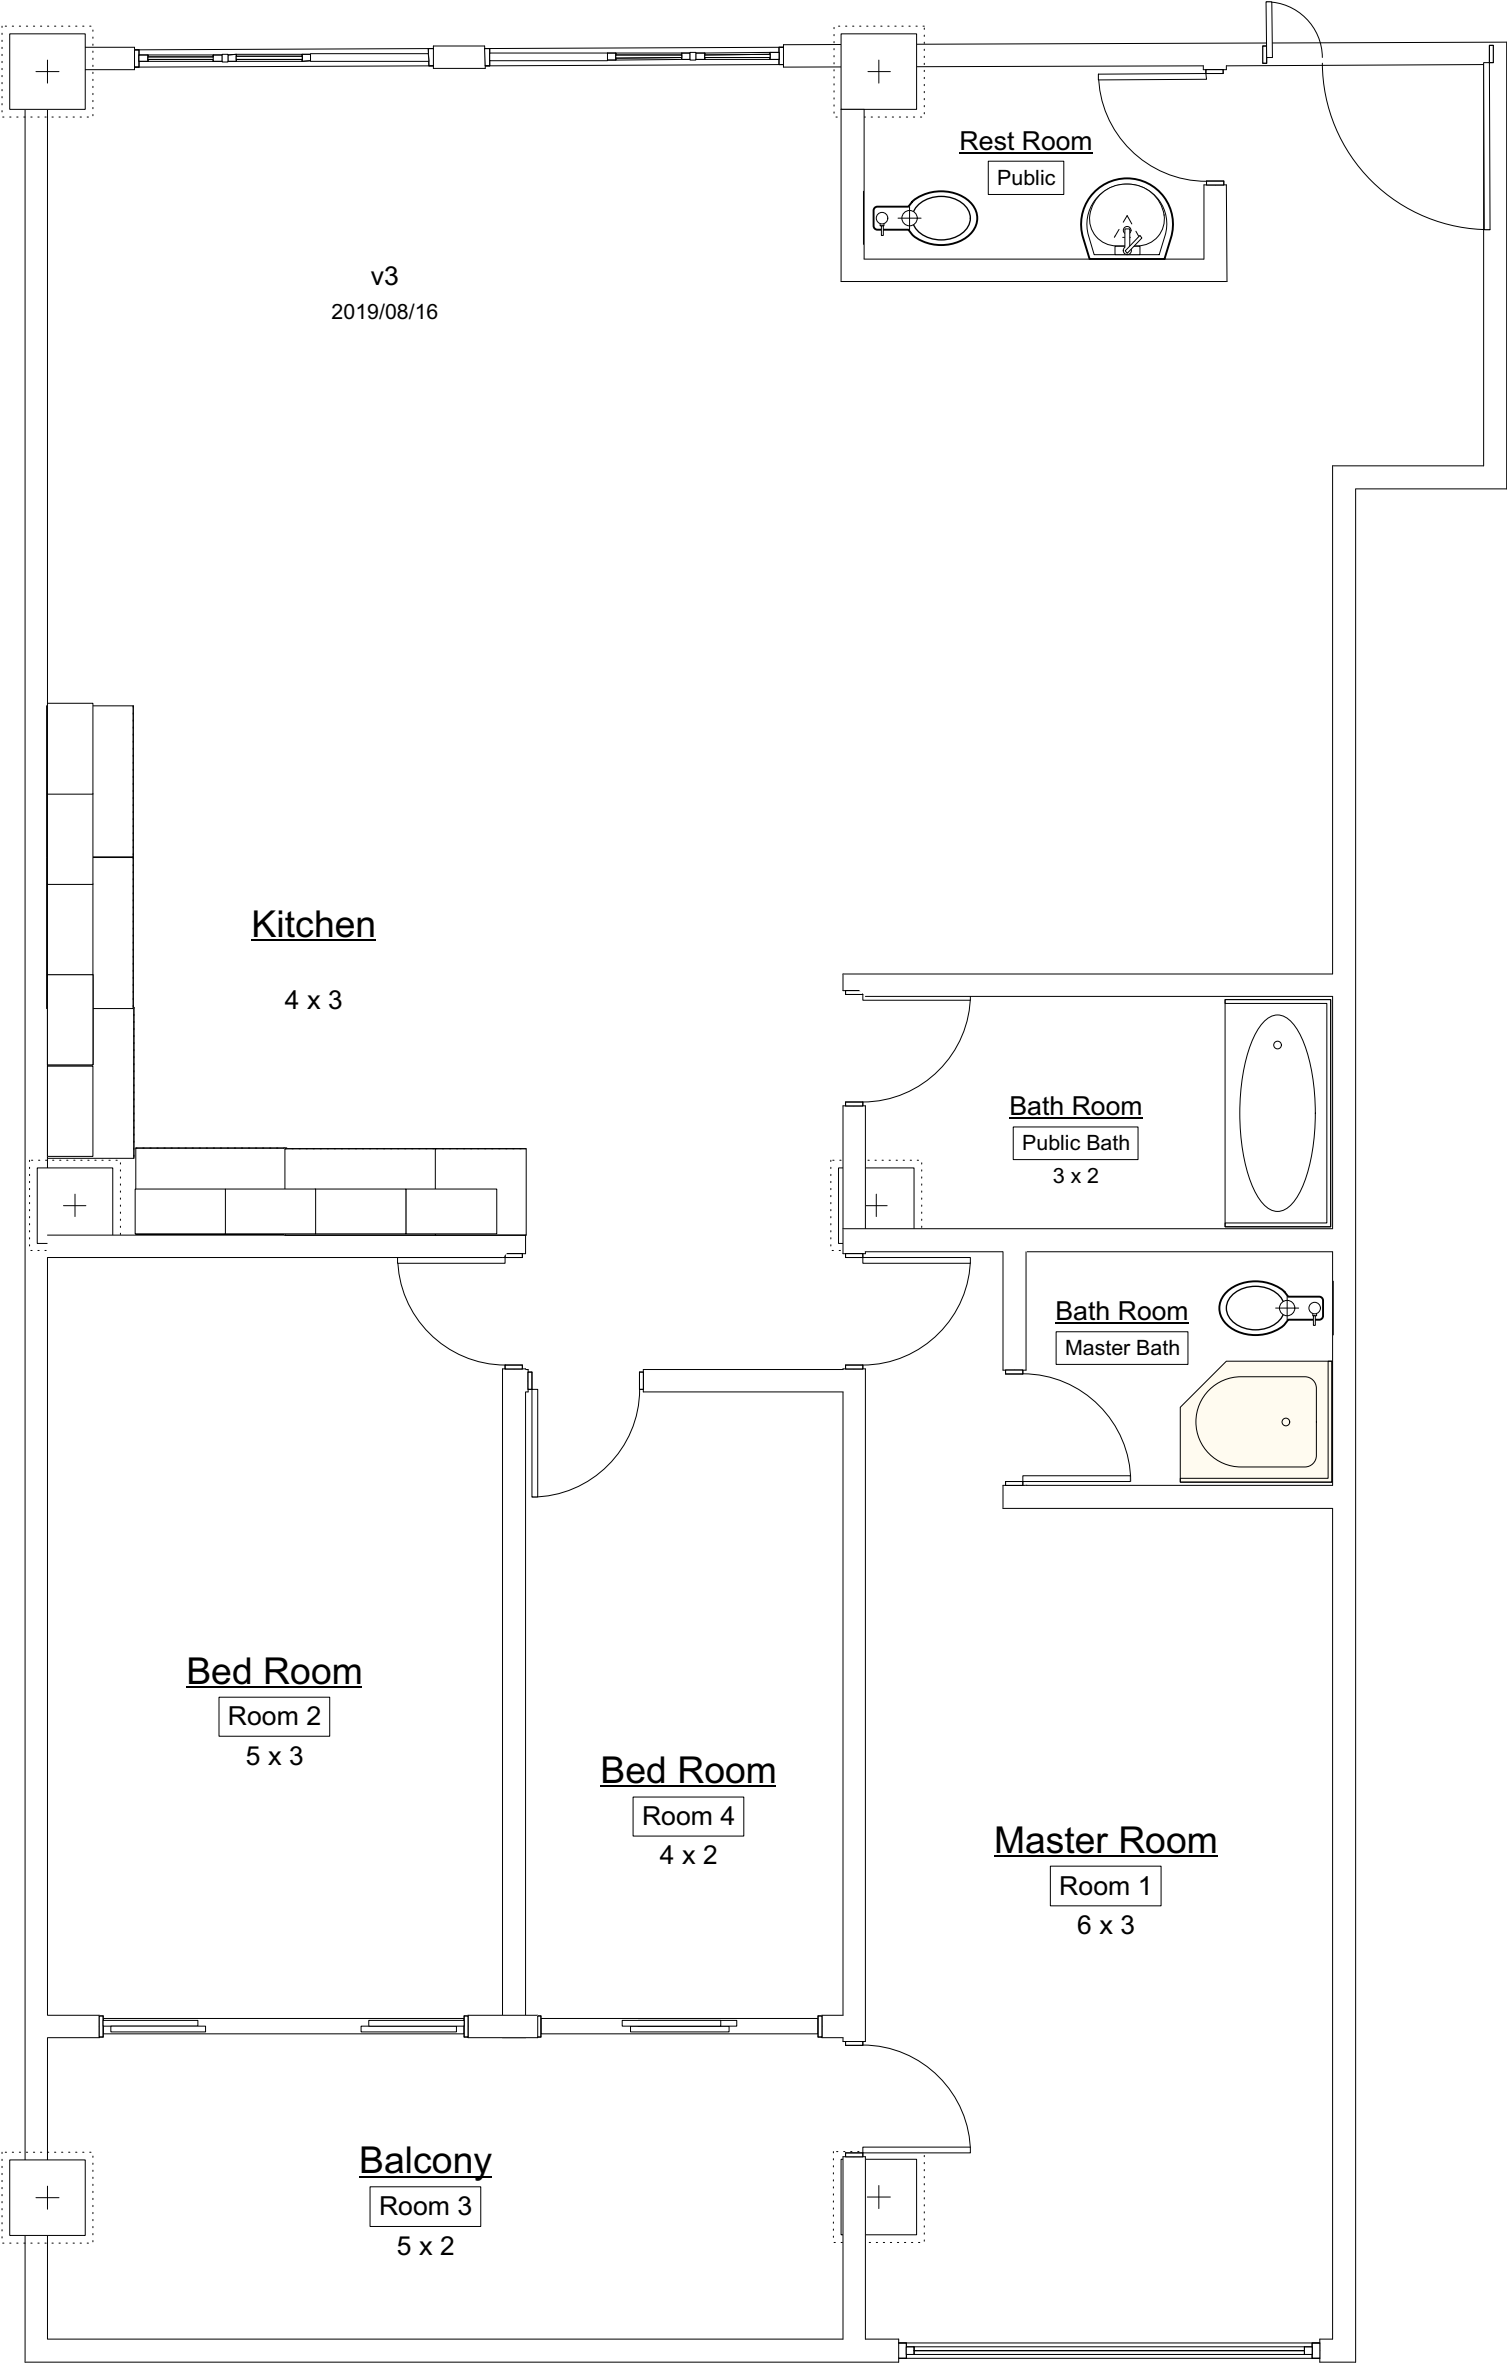 Rest Room
Public
v3
2019/08/16
Kitchen
4 x 3
Bath Room
Public Bath
3 x 2
Bath Room
Master Bath
Bed Room
Room 2
5 x 3
Bed Room
Room 4
4 x 2
Master Room
Room 1
6 x 3
Balcony
Room 3
5 x 2